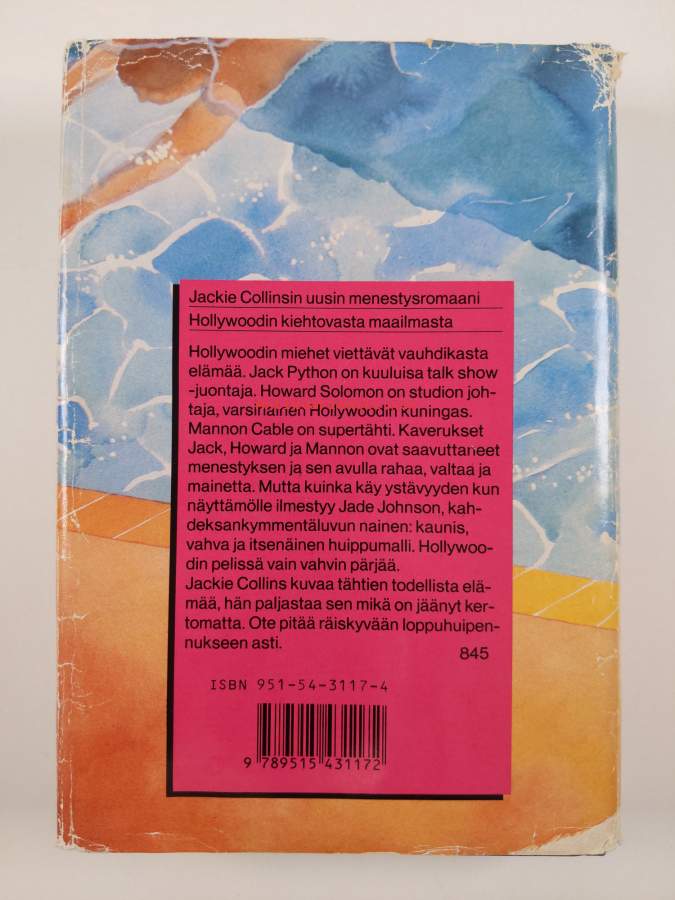 Jackie Collinsin uusin menestysromaani
Hollywoodin kiehtovasta maailmasta
Hollywoodin miehet viettävät vauhdikasta
elämää. Jack Python on kuuluisa talk show
-juontaja. Howard Solomon on studion joh-
taja, varsinainen Hollywoodin kuningas.
Mannon Cable on supertähti. Kaverukset
Jack, Howard ja Mannon ovat saavuttaneet
menestyksen ja sen avulla rahaa, valtaa ja
mainetta. Mutta kuinka käy ystävyyden kun
näyttämölle ilmestyy Jade Johnson, kah-
deksankymmentäluvun nainen: kaunis,
vahva ja itsenäinen huippumalli. Hollywoo-
din pelissä vain vahvin pärjää.
Jackie Collins kuvaa tähtien todellista elä-
mää, hän paljastaa sen mikä on jäänyt ker-
tomatta. Ote pitää räiskyvään loppuhuipen-
nukseen asti.
845
ISBN 951-54-3117-4
9 789515 431172